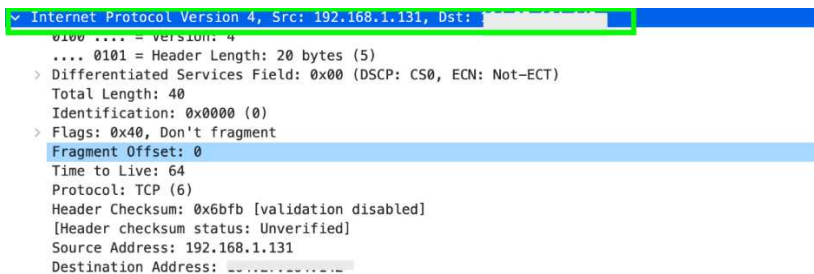 Internet Protocol Version 4, Src: 192.168.1.131, Dst:
0100 .... = Version: 4
.... 0101 = Header Length: 20 bytes (5)
Differentiated Services Field: 0x00 (DSCP: CS0, ECN: Not-ECT)
Total Length: 40
Identification: 0x0000 (0)
Flags: 0x40, Don't fragment
Fragment Offset: 0
Time to Live: 64
Protocol: TCP (6)
Header Checksum: 0x6bfb [validation disabled]
[Header checksum status: Unverified]
Source Address: 192.168.1.131
Destination Address: